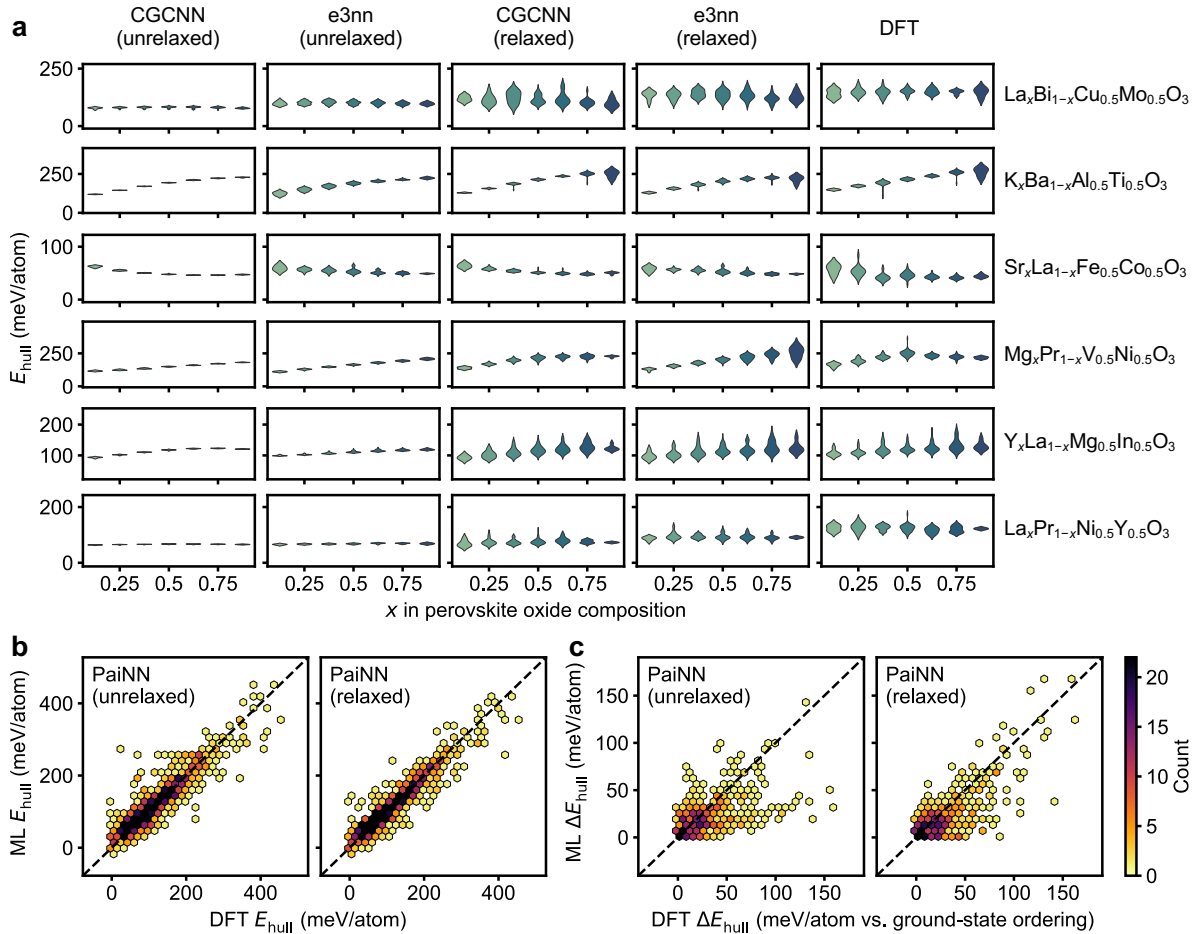 a
CGCNN
(unrelaxed)
e3nn
(unrelaxed)
CGCNN
(relaxed)
e3nn
(relaxed)
DFT
250
0
LaₓBi₁₋ₓCu₀.₅Mo₀.₅O₃
250
0
KₓBa₁₋ₓAl₀.₅Ti₀.₅O₃
100
0
SrₓLa₁₋ₓFe₀.₅Co₀.₅O₃
E_hull (meV/atom)
250
0
MgₓPr₁₋ₓV₀.₅Ni₀.₅O₃
200
100
YₓLa₁₋ₓMg₀.₅In₀.₅O₃
200
0
LaₓPr₁₋ₓNi₀.₅Y₀.₅O₃
0.25 0.5 0.75 0.25 0.5 0.75 0.25 0.5 0.75 0.25 0.5 0.75 0.25 0.5 0.75
x in perovskite oxide composition
b
PaiNN
(unrelaxed)
PaiNN
(relaxed)
ML E_hull (meV/atom)
400
200
0
0 200 400 0 200 400
DFT E_hull (meV/atom)
c
PaiNN
(unrelaxed)
PaiNN
(relaxed)
ML ΔE_hull (meV/atom)
150
100
50
0
0 50 100 150 0 50 100 150
DFT ΔE_hull (meV/atom vs. ground-state ordering)
20
15
10
5
0
Count